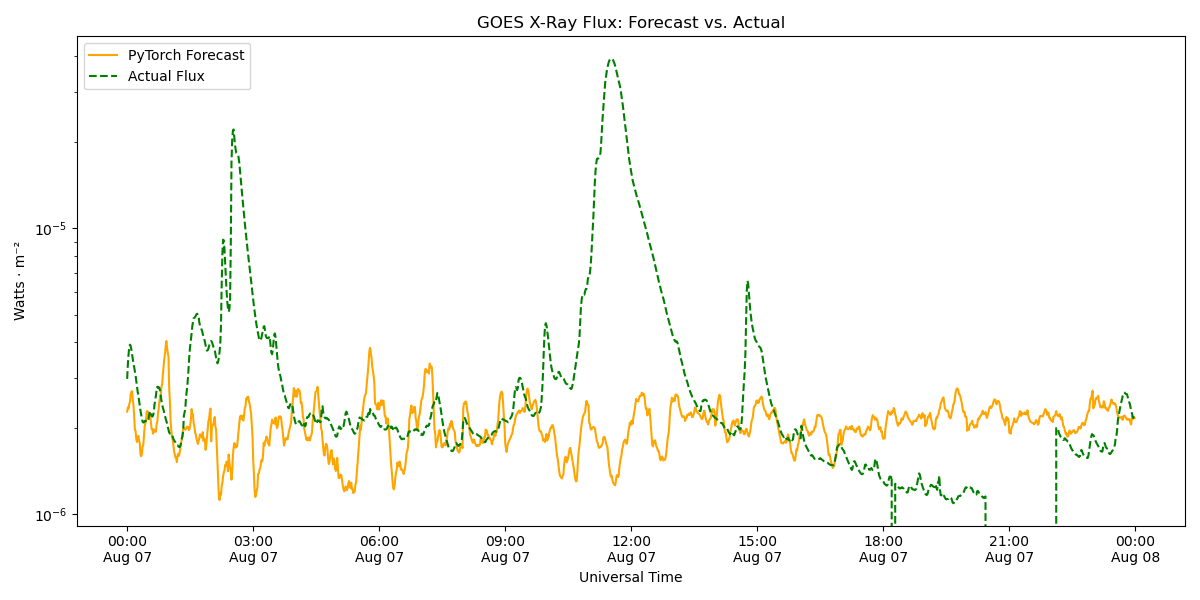 GOES X-Ray Flux: Forecast vs. Actual
PyTorch Forecast
Actual Flux
Watts · m⁻²
10⁻⁵
10⁻⁶
00:00 03:00 06:00 09:00 12:00 15:00 18:00 21:00 00:00
Aug 07 Aug 07 Aug 07 Aug 07 Aug 07 Aug 07 Aug 07 Aug 07 Aug 08
Universal Time